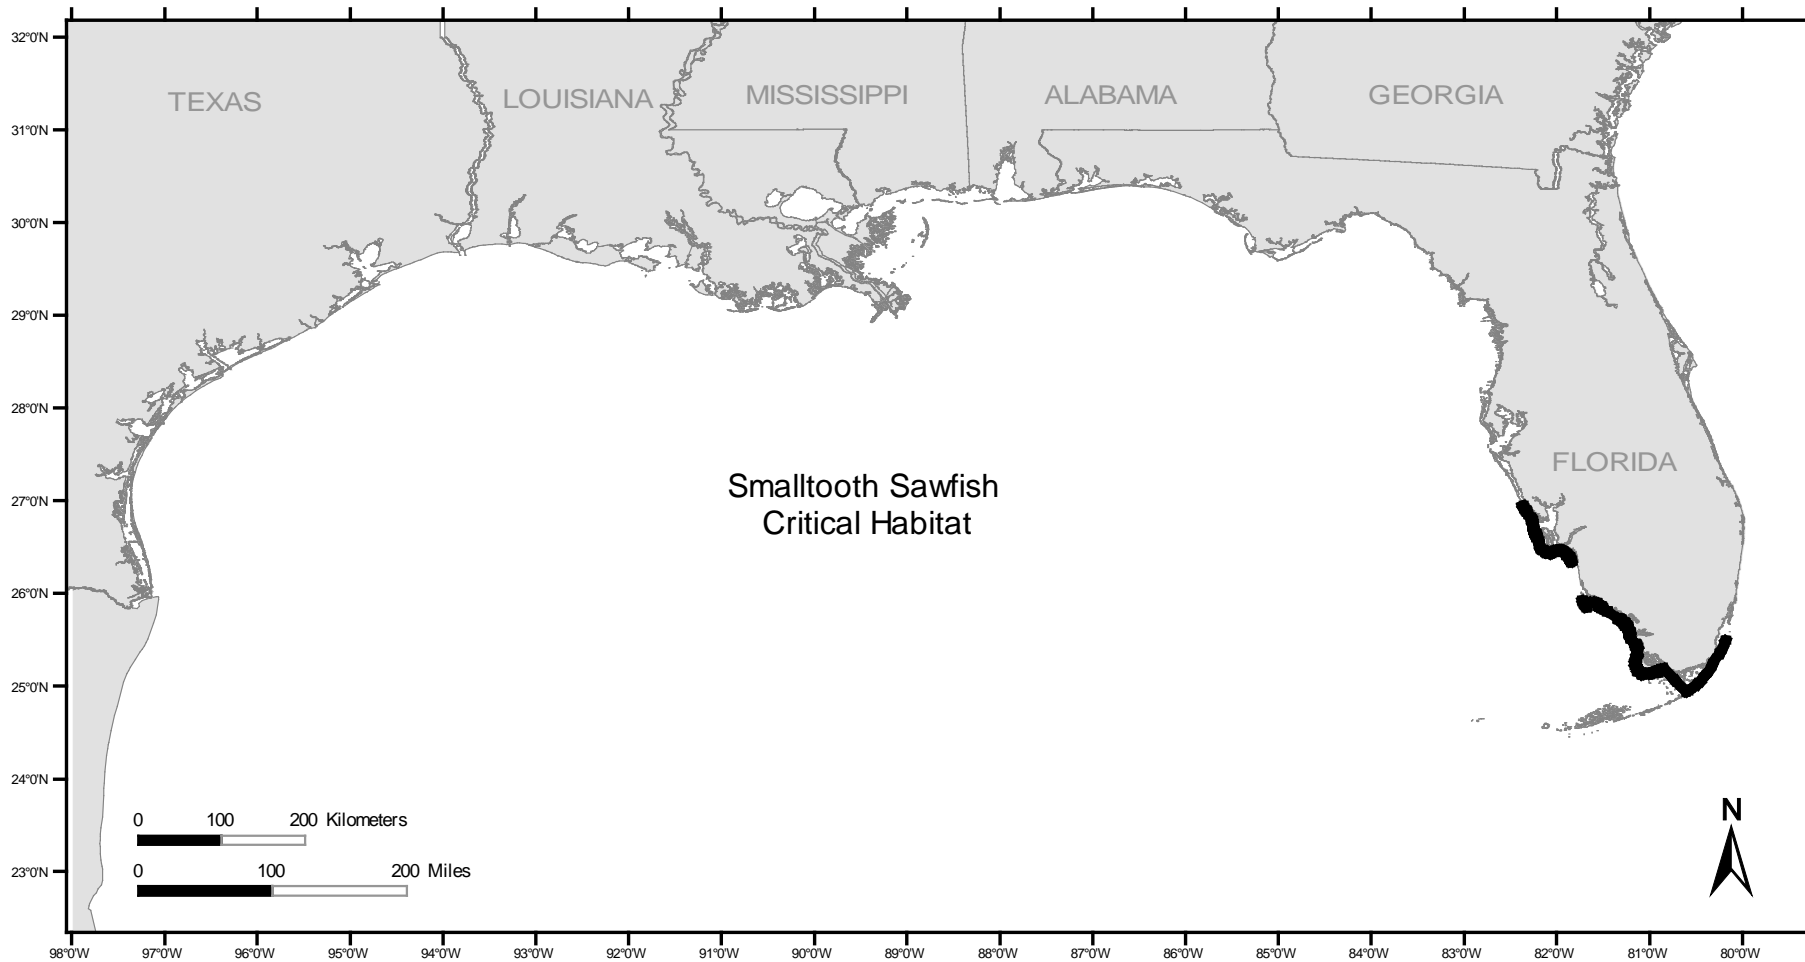 32°0'N
TEXAS
LOUISIANA
MISSISSIPPI
ALABAMA
GEORGIA
31°0'N
30°0'N
29°0'N
28°0'N
FLORIDA
27°0'N
Smalltooth Sawfish
Critical Habitat
26°0'N
25°0'N
24°0'N
0 100 200 Kilometers
0 100 200 Miles
N
23°0'N
98°0'W 97°0'W 96°0'W 95°0'W 94°0'W 93°0'W 92°0'W 91°0'W 90°0'W 89°0'W 88°0'W 87°0'W 86°0'W 85°0'W 84°0'W 83°0'W 82°0'W 81°0'W 80°0'W